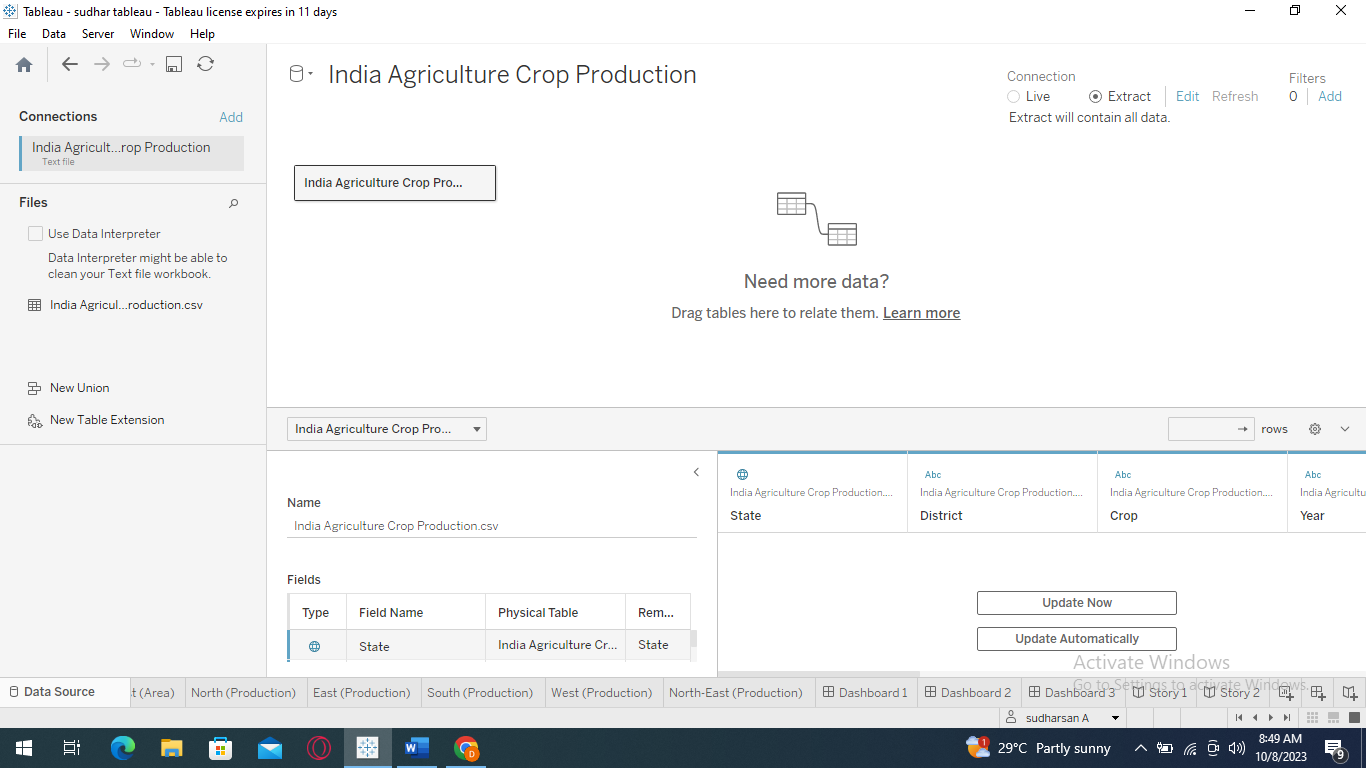 Tableau - sudhar tableau - Tableau license expires in 11 days
File Data Server Window Help
Connections Add
India Agricult...rop Production
Text file
Files
Use Data Interpreter
Data Interpreter might be able to
clean your Text file workbook.
India Agricul...roduction.csv
New Union
New Table Extension
India Agriculture Crop Production
Connection
Live Extract Edit Refresh
Extract will contain all data.
Filters
0 Add
India Agriculture Crop Pro...
Need more data?
Drag tables here to relate them. Learn more
India Agriculture Crop Pro...
rows
Name
India Agriculture Crop Production.csv
Fields
Type Field Name Physical Table Rem...
State India Agriculture Cr... State
Abc Abc Abc
India Agriculture Crop Production.... India Agriculture Crop Production.... India Agriculture Crop Production.... India Agricultu
State District Crop Year
Update Now
Update Automatically
Activate Windows
Go to Settings to activate Windows.
Data Source t (Area) North (Production) East (Production) South (Production) West (Production) North-East (Production) Dashboard 1 Dashboard 2 Dashboard 3 Story 1 Story 2
sudharsan A
W D 1 29°C Partly sunny 8:49 AM
10/8/2023 9